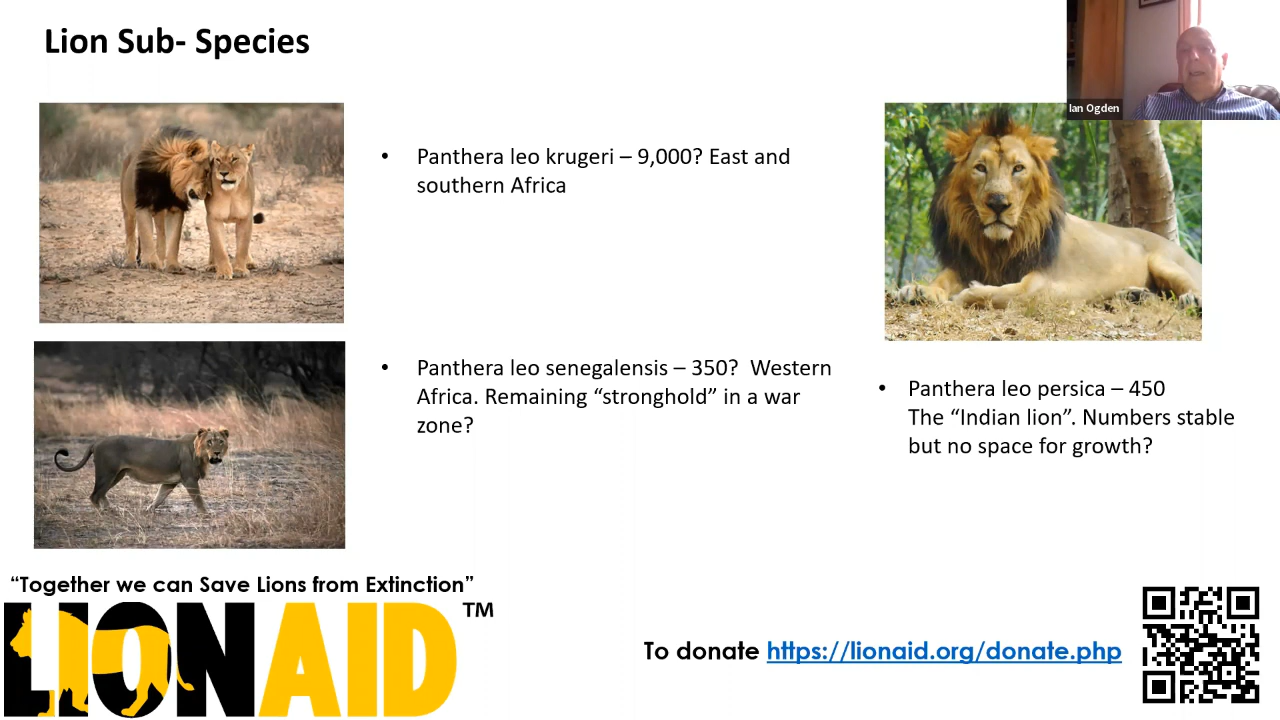 Lion Sub- Species
Ian Ogden
• Panthera leo krugeri – 9,000? East and
southern Africa
• Panthera leo senegalensis – 350?  Western
Africa. Remaining “stronghold” in a war
zone?
• Panthera leo persica – 450
The “Indian lion”. Numbers stable
but no space for growth?
“Together we can Save Lions from Extinction”
LIONAID™
To donate https://lionaid.org/donate.php